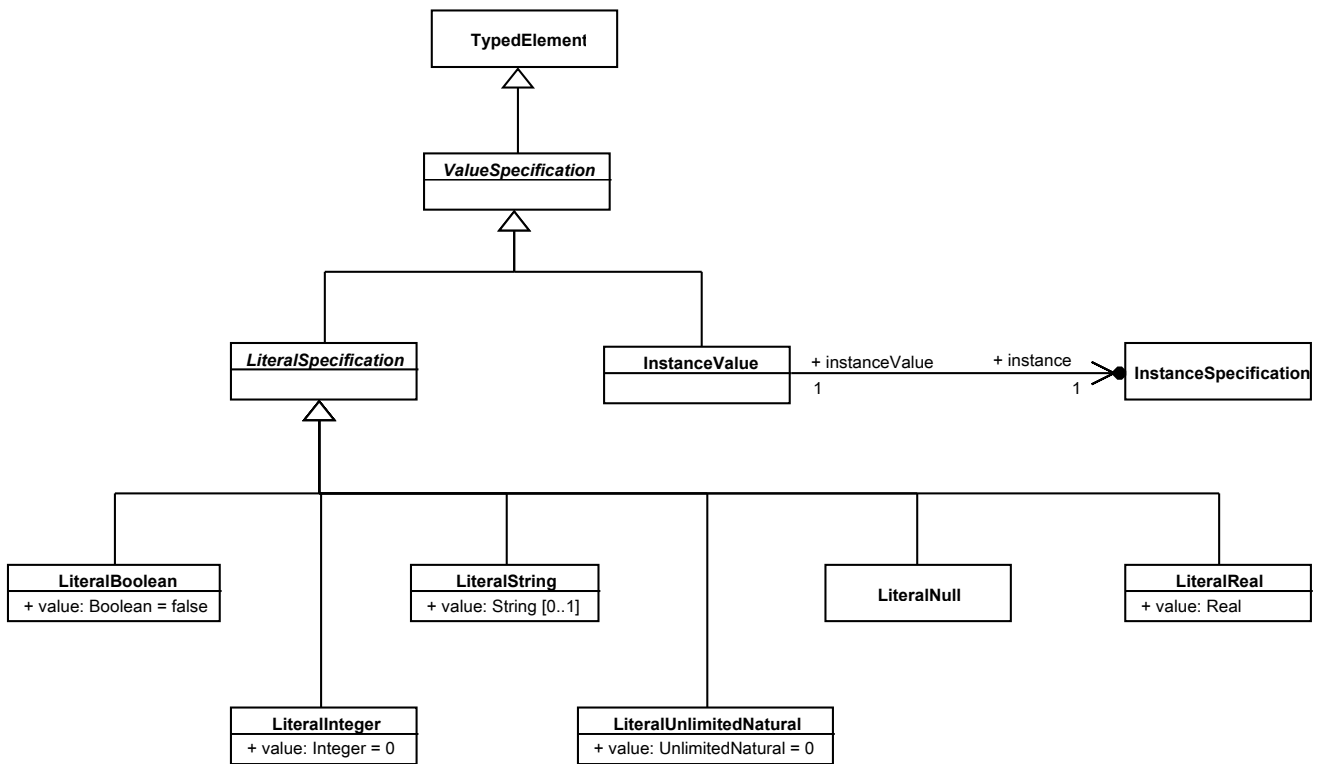 TypedElement
ValueSpecification
LiteralSpecification
InstanceValue
+ instanceValue
+ instance
1
1
InstanceSpecification
LiteralBoolean
+ value: Boolean = false
LiteralString
+ value: String [0..1]
LiteralNull
LiteralReal
+ value: Real
LiteralInteger
+ value: Integer = 0
LiteralUnlimitedNatural
+ value: UnlimitedNatural = 0